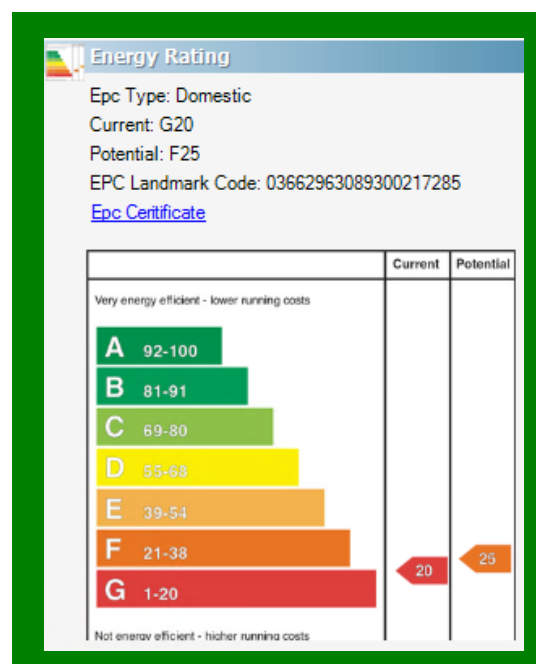 Energy Rating
Epc Type: Domestic
Current: G20
Potential: F25
EPC Landmark Code: 03662963089300217285
Epc Ceritificate
Current Potential
Very energy efficient - lower running costs
A 92-100
B 81-91
C 69-80
D 55-68
E 39-54
F 21-38
25
20
G 1-20
Not energy efficient - higher running costs